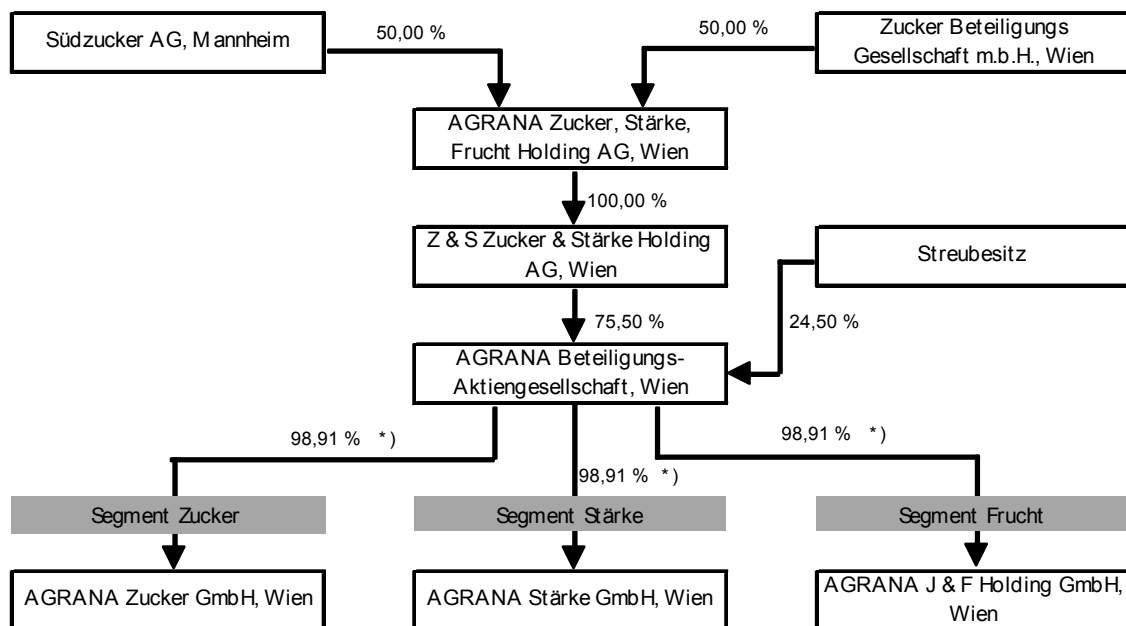 Südzucker AG, Mannheim
50,00 %
50,00 %
Zucker Beteiligungs
Gesellschaft m.b.H., Wien
AGRANA Zucker, Stärke,
Frucht Holding AG, Wien
100,00 %
Z & S Zucker & Stärke Holding
AG, Wien
Streubesitz
75,50 %
24,50 %
AGRANA Beteiligungs-
Aktiengesellschaft, Wien
98,91 % *)
98,91 % *)
98,91 % *)
Segment Zucker
Segment Stärke
Segment Frucht
AGRANA Zucker GmbH, Wien
AGRANA Stärke GmbH, Wien
AGRANA J & F Holding GmbH,
Wien